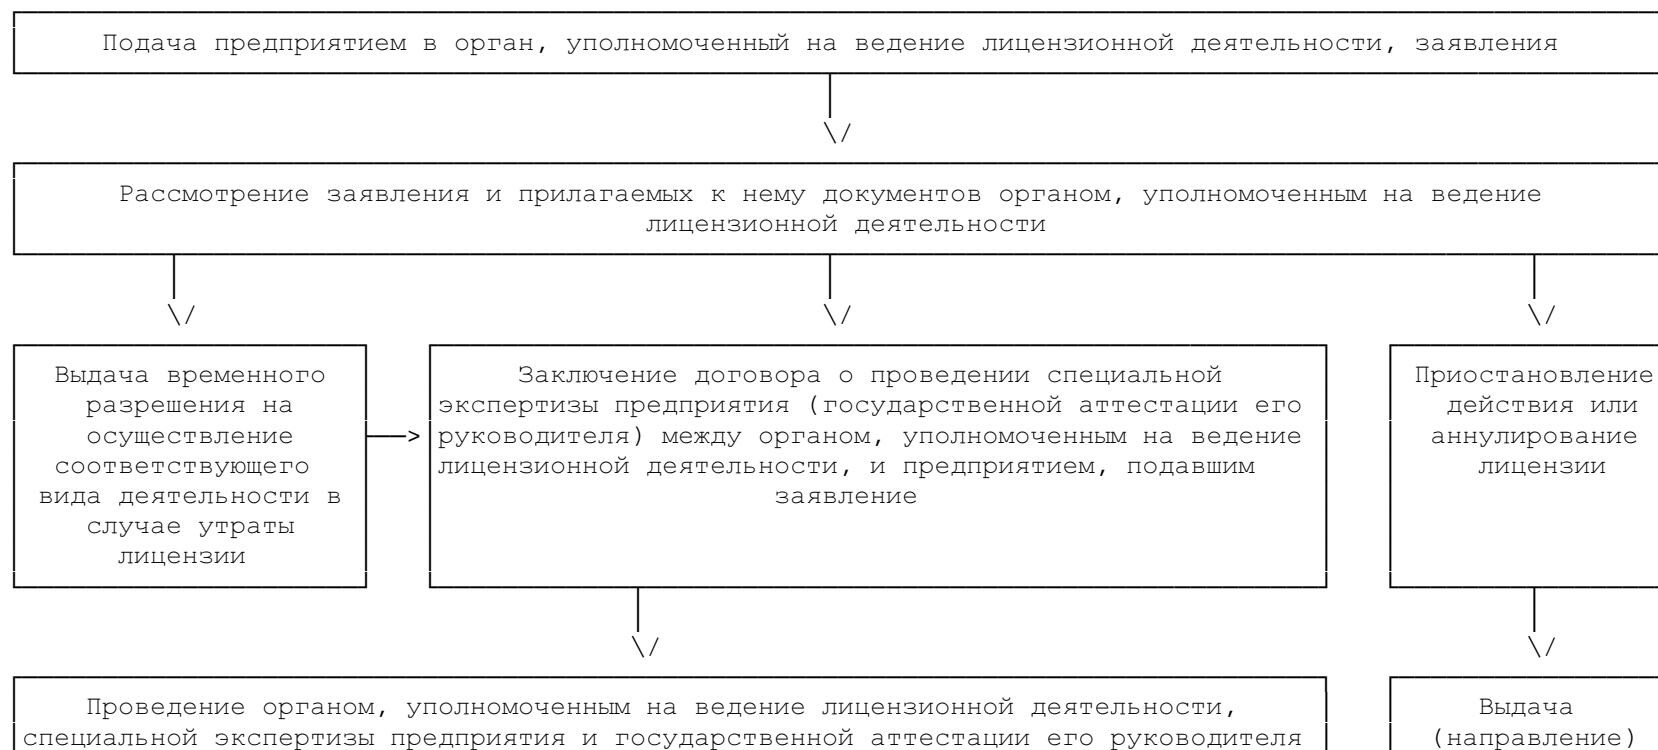 Подача предприятием в орган, уполномоченный на ведение лицензионной деятельности, заявления
Рассмотрение заявления и прилагаемых к нему документов органом, уполномоченным на ведение
лицензионной деятельности
Выдача временного
разрешения на
осуществление
соответствующего
вида деятельности в
случае утраты
лицензии
Заключение договора о проведении специальной
экспертизы предприятия (государственной аттестации его
руководителя) между органом, уполномоченным на ведение
лицензионной деятельности, и предприятием, подавшим
заявление
Приостановление
действия или
аннулирование
лицензии
Проведение органом, уполномоченным на ведение лицензионной деятельности,
специальной экспертизы предприятия и государственной аттестации его руководителя
Выдача
(направление)